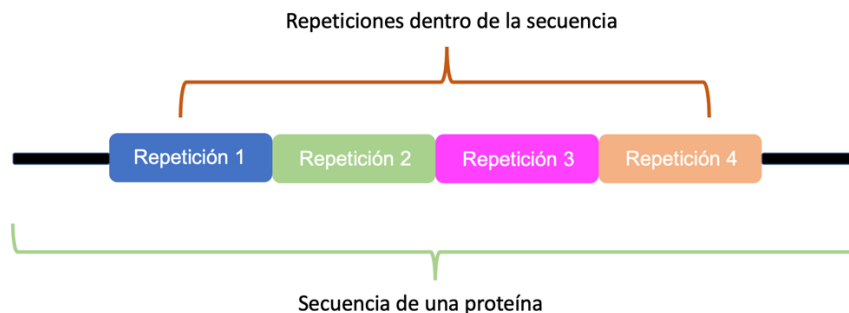 Repeticiones dentro de la secuencia
Repetición 1 Repetición 2 Repetición 3 Repetición 4
Secuencia de una proteína